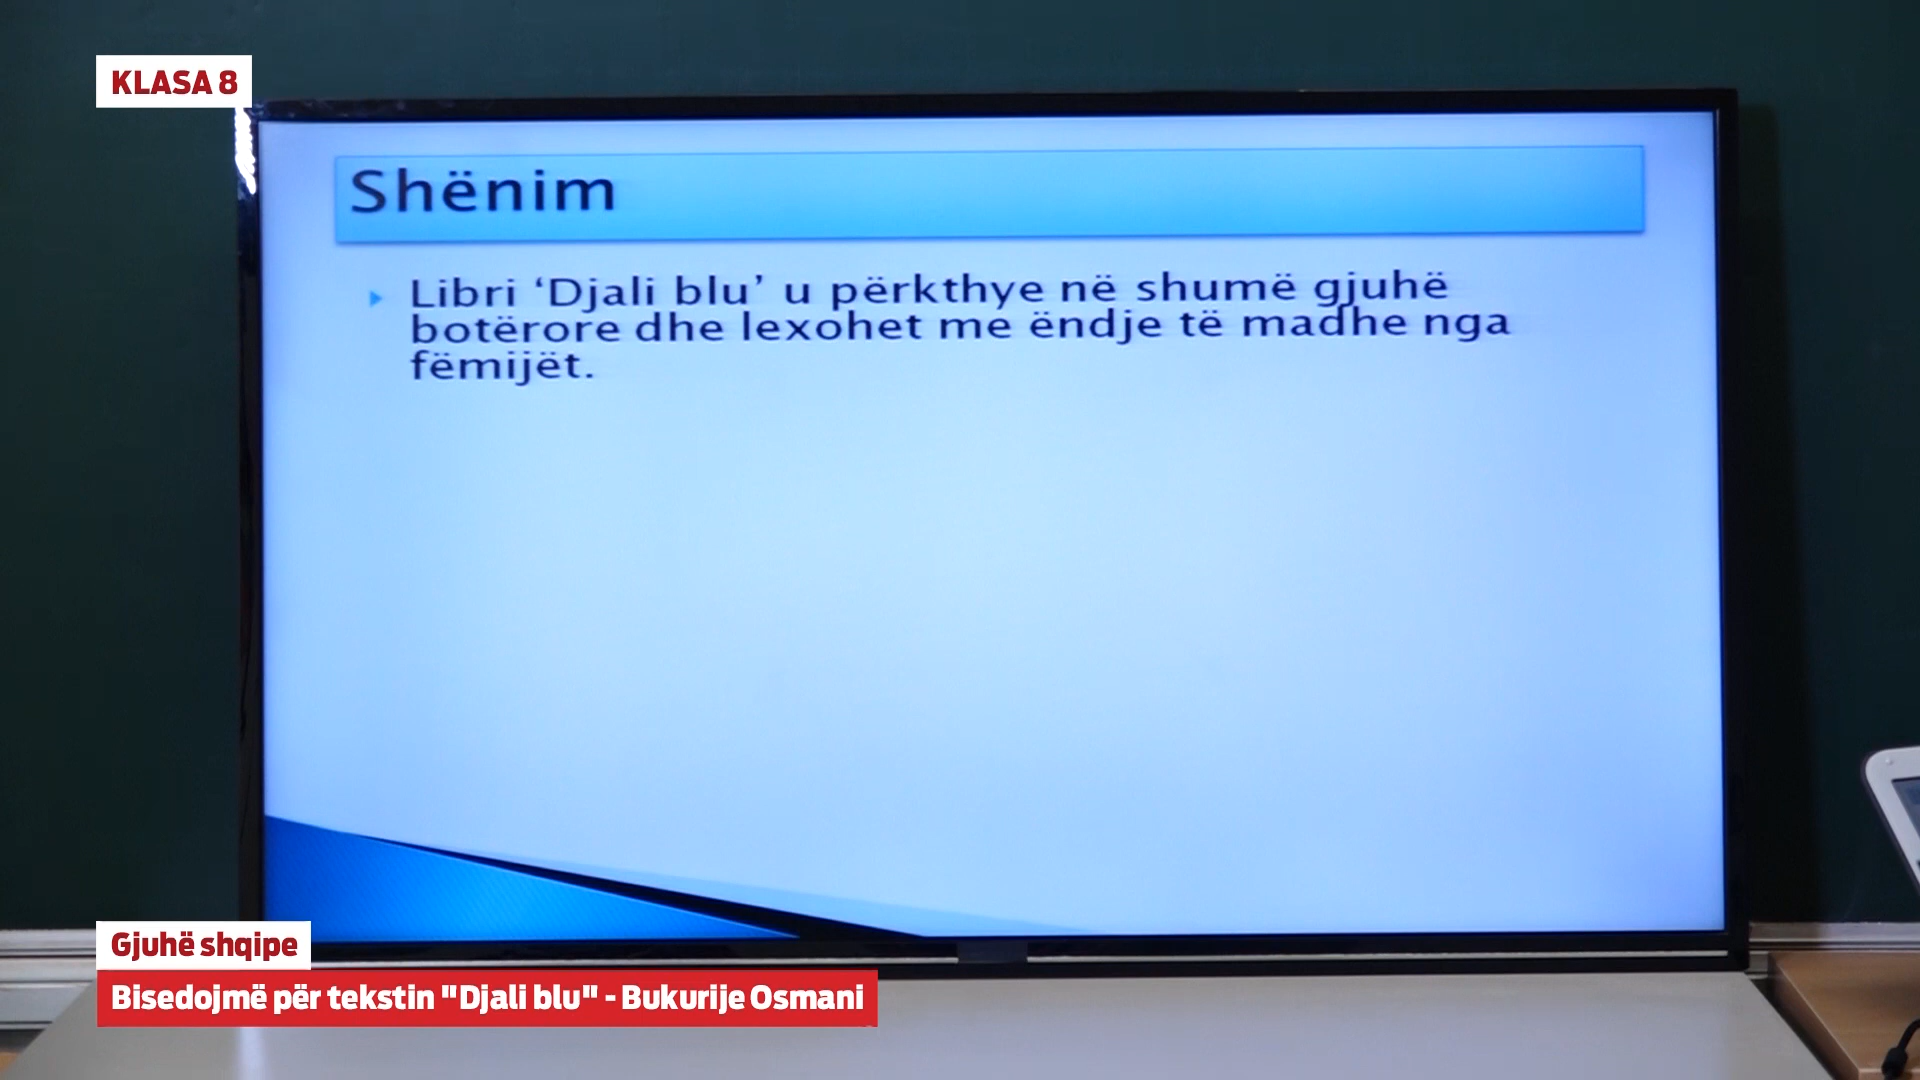 KLASA 8
Shënim
Libri ‘Djali blu’ u përkthye në shumë gjuhë
botërore dhe lexohet me ëndje të madhe nga
fëmijët.
Gjuhë shqipe
Bisedojmë për tekstin "Djali blu" - Bukurije Osmani